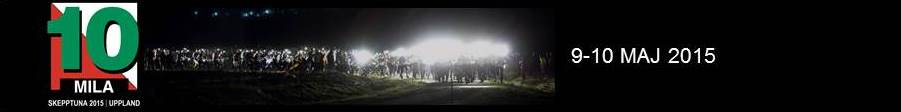 10
MILA
SKEPPTUNA 2015 | UPPLAND
9-10 MAJ 2015